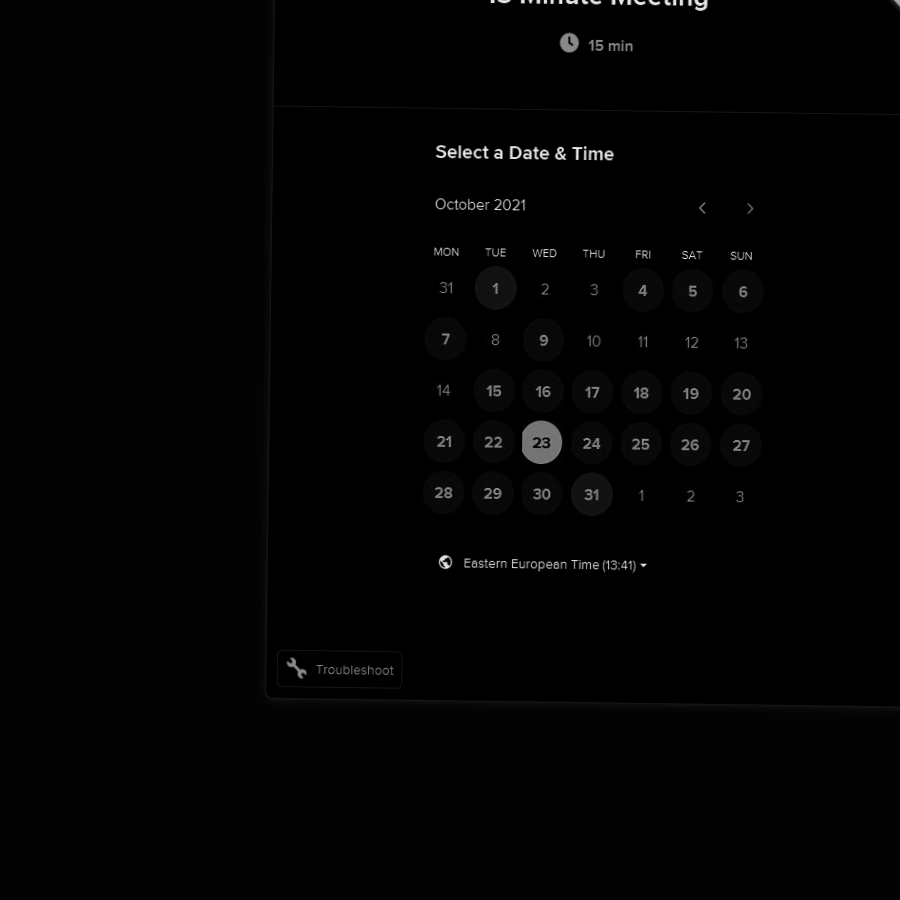 Minute Meeting
15 min
Select a Date & Time
October 2021
MON TUE WED THU FRI SAT SUN
31 1 2 3 4 5 6
7 8 9 10 11 12 13
14 15 16 17 18 19 20
21 22 23 24 25 26 27
28 29 30 31 1 2 3
Eastern European Time (13:41)
Troubleshoot